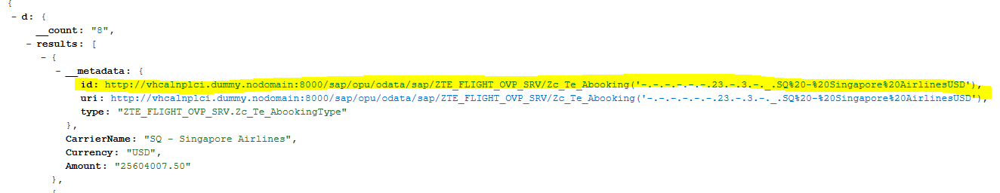 {
- d: {
__count: "8",
- results: [
- {
- __metadata: {
id: http://vhcalnplci.dummy.nodomain:8000/sap/opu/odata/sap/ZTE_FLIGHT_OVP_SRV/Zc_Te_Abooking('-.-.-.-.-.-.23.-.3.-._.SQ%20-%20Singapore%20AirlinesUSD'),
uri: http://vhcalnplci.dummy.nodomain:8000/sap/opu/odata/sap/ZTE_FLIGHT_OVP_SRV/Zc_Te_Abooking('-.-.-.-.-.-.23.-.3.-._.SQ%20-%20Singapore%20AirlinesUSD'),
type: "ZTE_FLIGHT_OVP_SRV.Zc_Te_AbookingType"
},
CarrierName: "SQ - Singapore Airlines",
Currency: "USD",
Amount: "25604007.50"
},
{